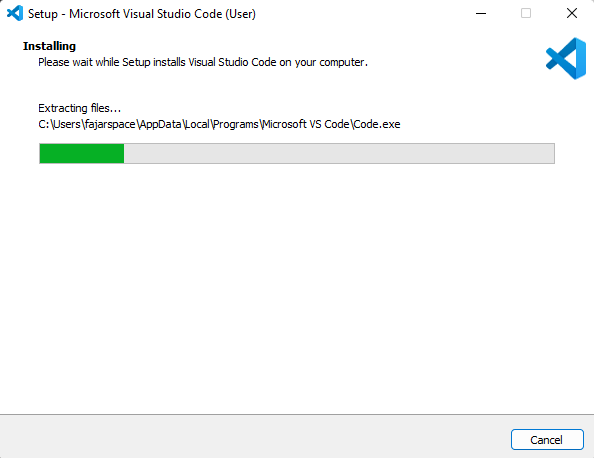 Setup - Microsoft Visual Studio Code (User)
Installing
Please wait while Setup installs Visual Studio Code on your computer.
Extracting files...
C:\Users\fajarspace\AppData\Local\Programs\Microsoft VS Code\Code.exe
Cancel